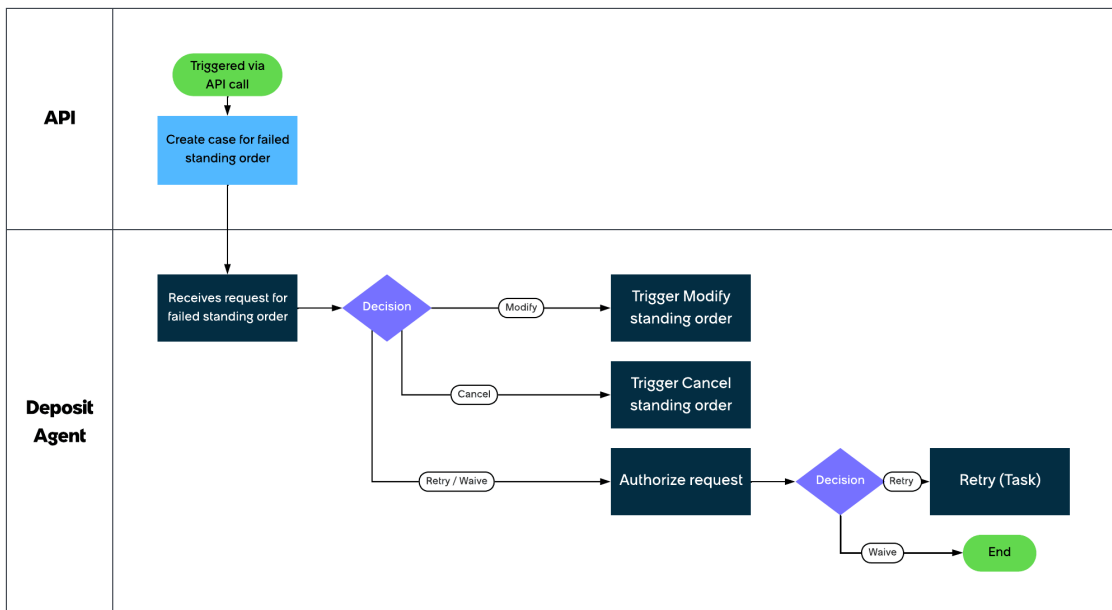 API
Triggered via
API call
Create case for failed
standing order
Deposit
Agent
Receives request for
failed standing order
Decision
Modify
Trigger Modify
standing order
Cancel
Trigger Cancel
standing order
Retry / Waive
Authorize request
Decision
Retry
Retry (Task)
Waive
End